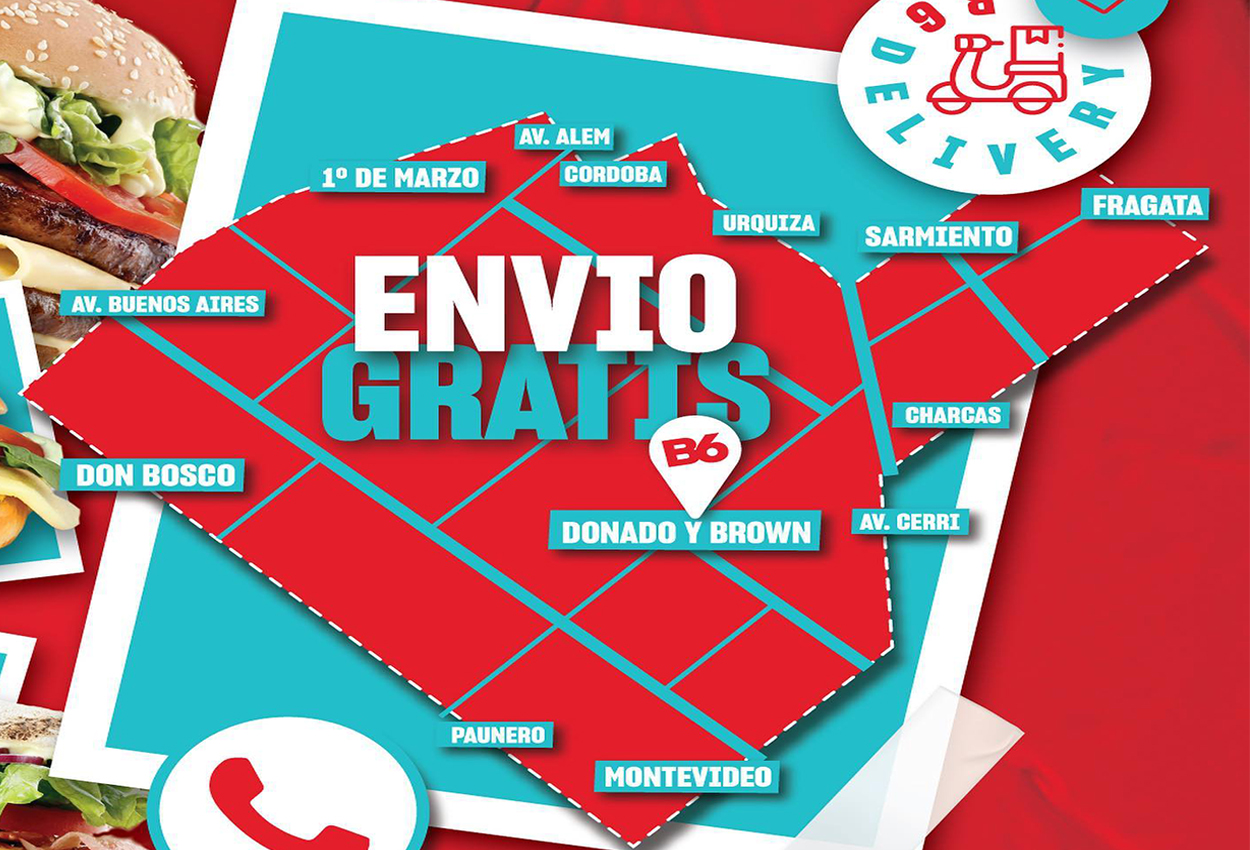 DELIVERY
AV. ALEM
1º DE MARZO
CORDOBA
URQUIZA
FRAGATA
SARMIENTO
AV. BUENOS AIRES
ENVIO
GRATIS
CHARCAS
B6
DON BOSCO
DONADO Y BROWN
AV. CERRI
PAUNERO
MONTEVIDEO